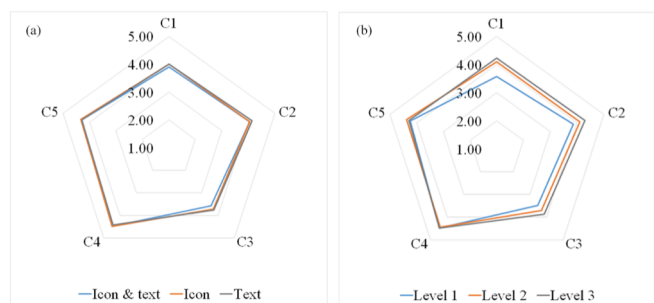 (a)
C1
5.00
4.00
3.00
2.00
1.00
C2
C3
C4
C5
Icon & text
Icon
Text
(b)
C1
5.00
4.00
3.00
2.00
1.00
C2
C3
C4
C5
Level 1
Level 2
Level 3